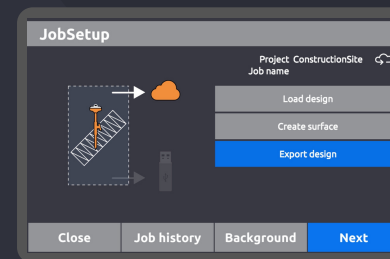 JobSetup
Project ConstructionSite
Job name
Load design
Create surface
Export design
Close
Job history
Background
Next